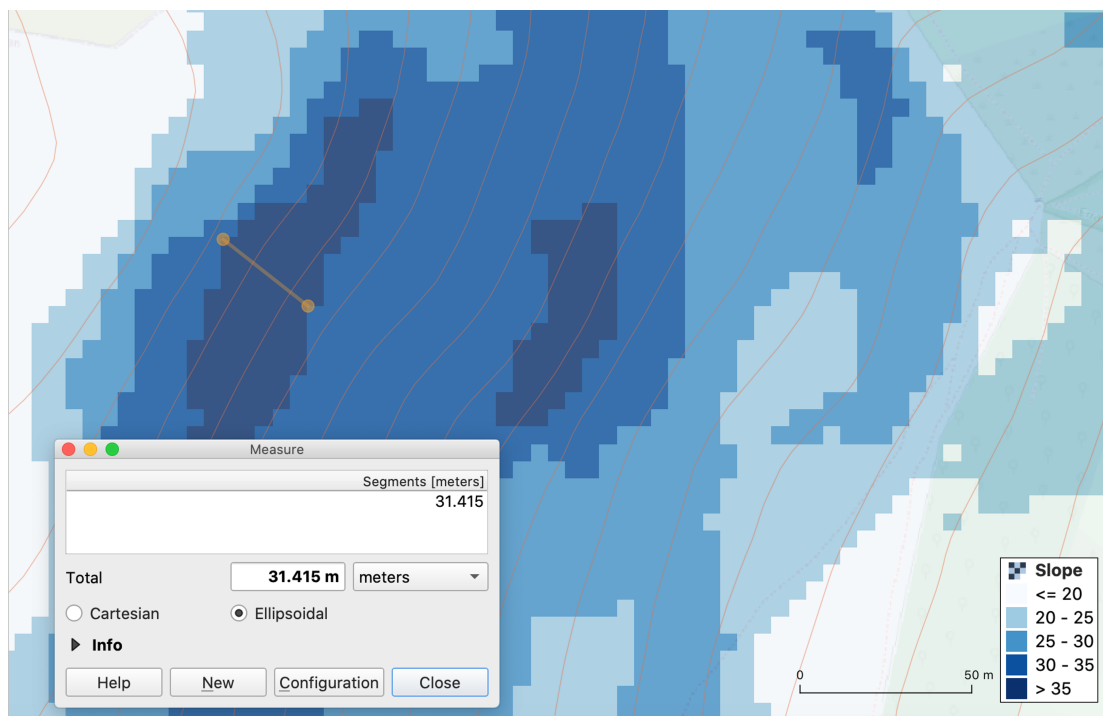 Measure
Segments [meters]
31.415
Total
31.415 m
meters
Cartesian
Ellipsoidal
Info
Help
New
Configuration
Close
0
50 m
Slope
<= 20
20 - 25
25 - 30
30 - 35
> 35